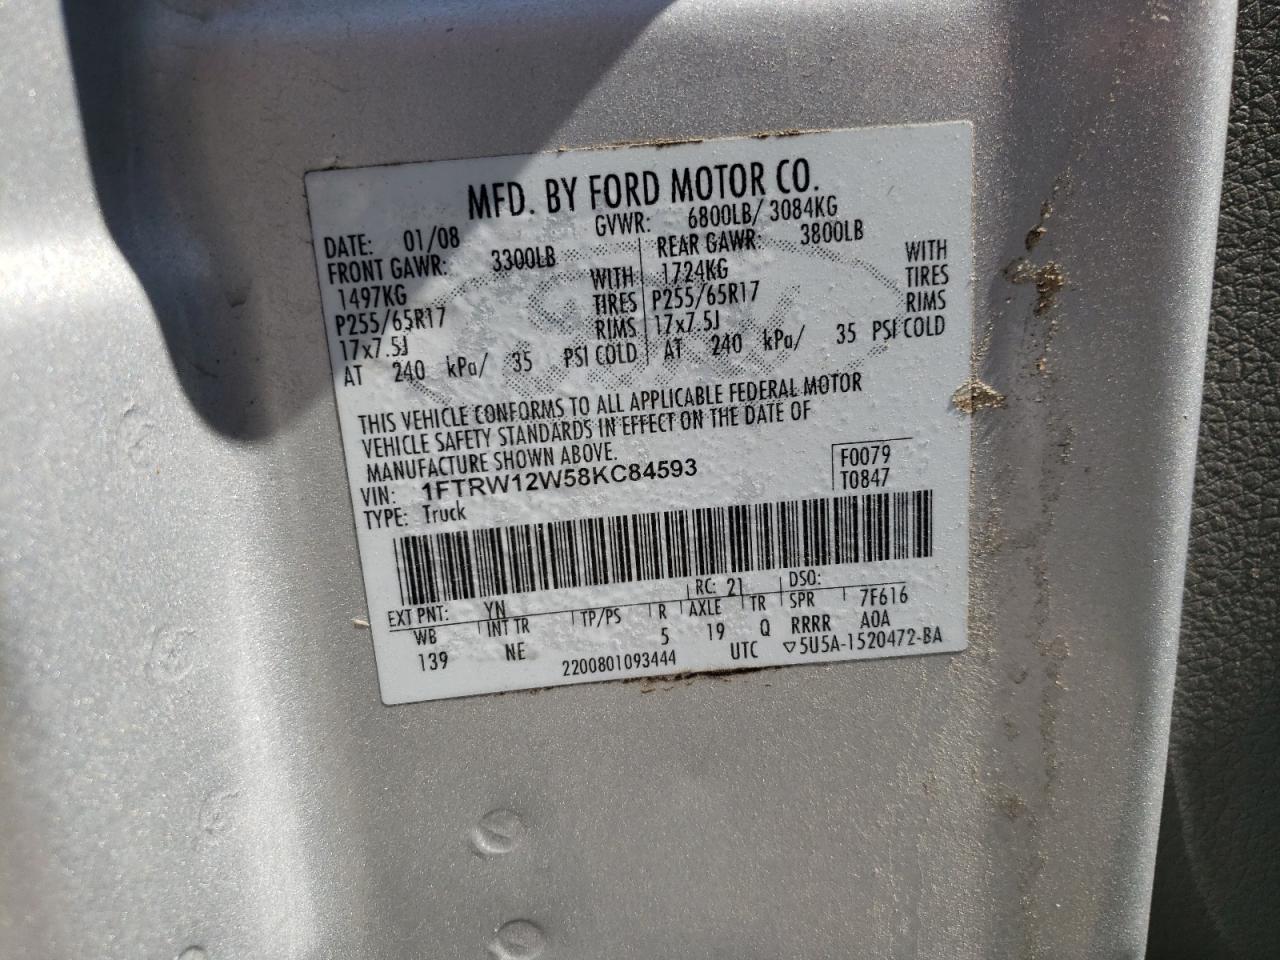 MFD. BY FORD MOTOR CO.
DATE: 01/08 GVWR: 6800LB/ 3084KG
FRONT GAWR: 3300LB REAR GAWR: 3800LB
1497KG WITH 1724KG WITH
P255/65R17 TIRES P255/65R17 TIRES
17x7.5J RIMS 17x7.5J RIMS
AT 240 kPa/ 35 PSI COLD AT 240 kPa/ 35 PSI COLD
THIS VEHICLE CONFORMS TO ALL APPLICABLE FEDERAL MOTOR
VEHICLE SAFETY STANDARDS IN EFFECT ON THE DATE OF
MANUFACTURE SHOWN ABOVE.
VIN: 1FTRW12W58KC84593 F0079
TYPE: Truck T0847
EXT PNT: YN RC: 21 DSO:
WB INT TR TP/PS R AXLE TR SPR 7F616
139 NE 5 19 Q RRRR AOA
2200801093444 UTC ▽5U5A-1520472-BA